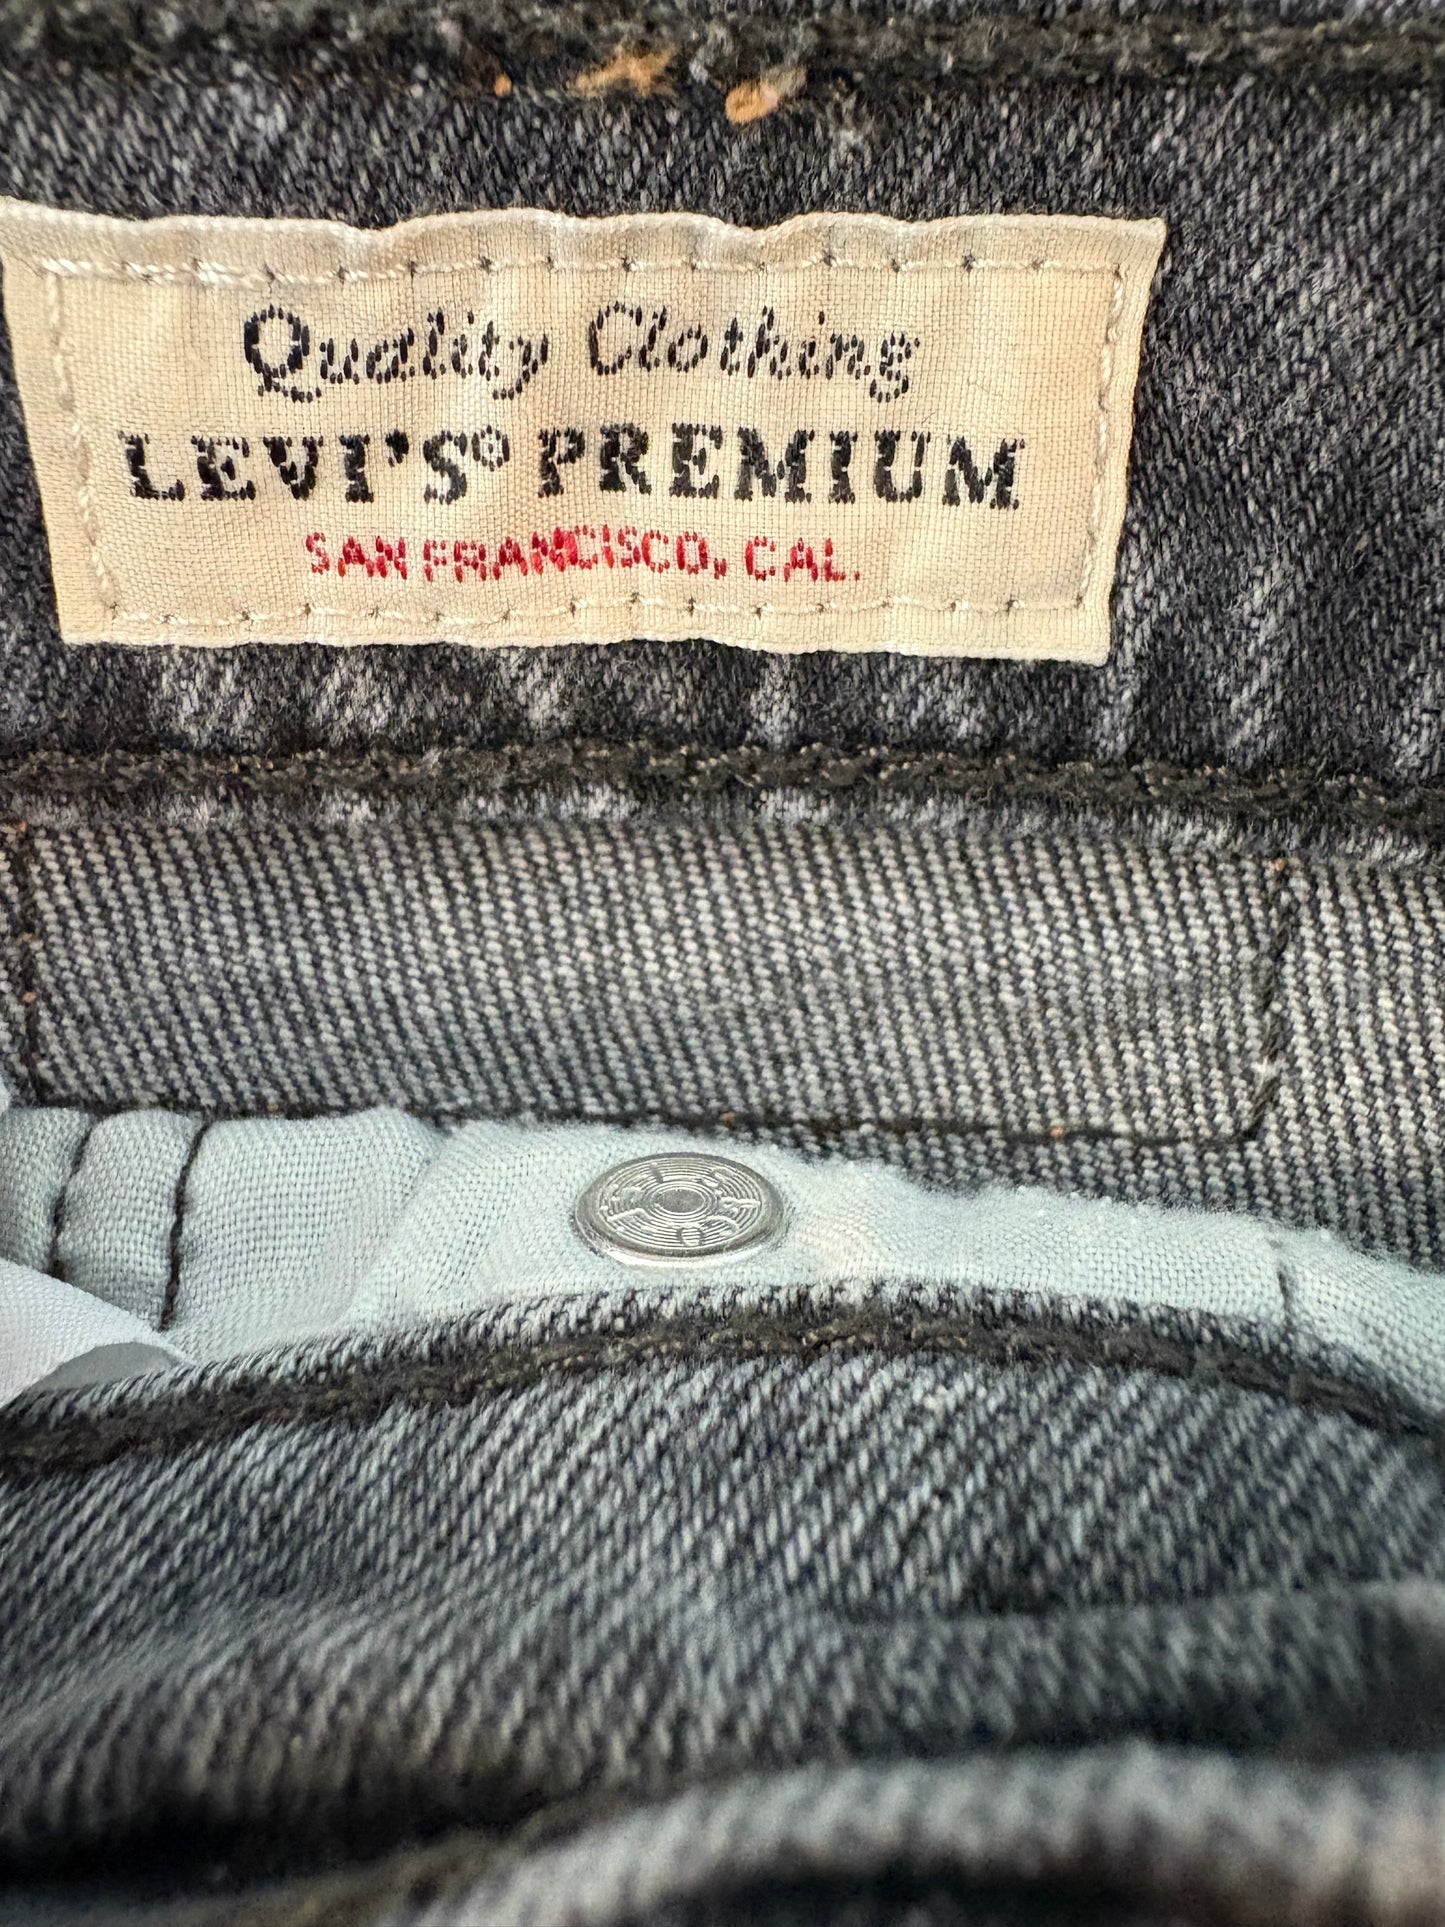 Quality Clothing
LEVI'S® PREMIUM
SAN FRANCISCO, CAL.